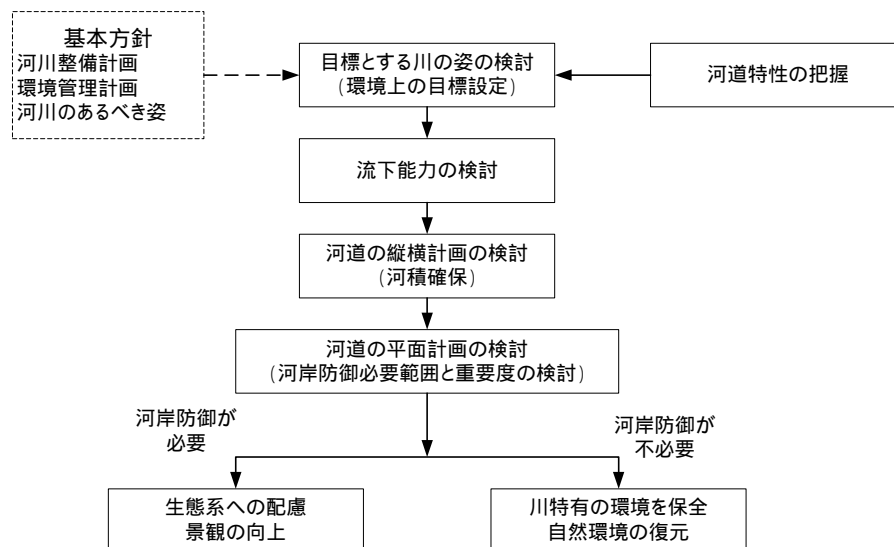 基本方針
河川整備計画
環境管理計画
河川のあるべき姿
目標とする川の姿の検討
(環境上の目標設定)
河道特性の把握
流下能力の検討
河道の縦横計画の検討
(河積確保)
河道の平面計画の検討
(河岸防御必要範囲と重要度の検討)
河岸防御が
必要
河岸防御が
不必要
生態系への配慮
景観の向上
川特有の環境を保全
自然環境の復元